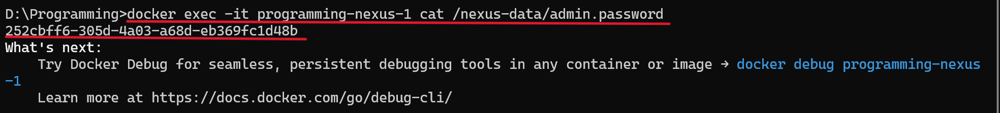 D:\Programming>docker exec -it programming-nexus-1 cat /nexus-data/admin.password
252cbff6-305d-4a03-a68d-eb369fc1d48b
What's next:
Try Docker Debug for seamless, persistent debugging tools in any container or image → docker debug programming-nexus
-1
Learn more at https://docs.docker.com/go/debug-cli/